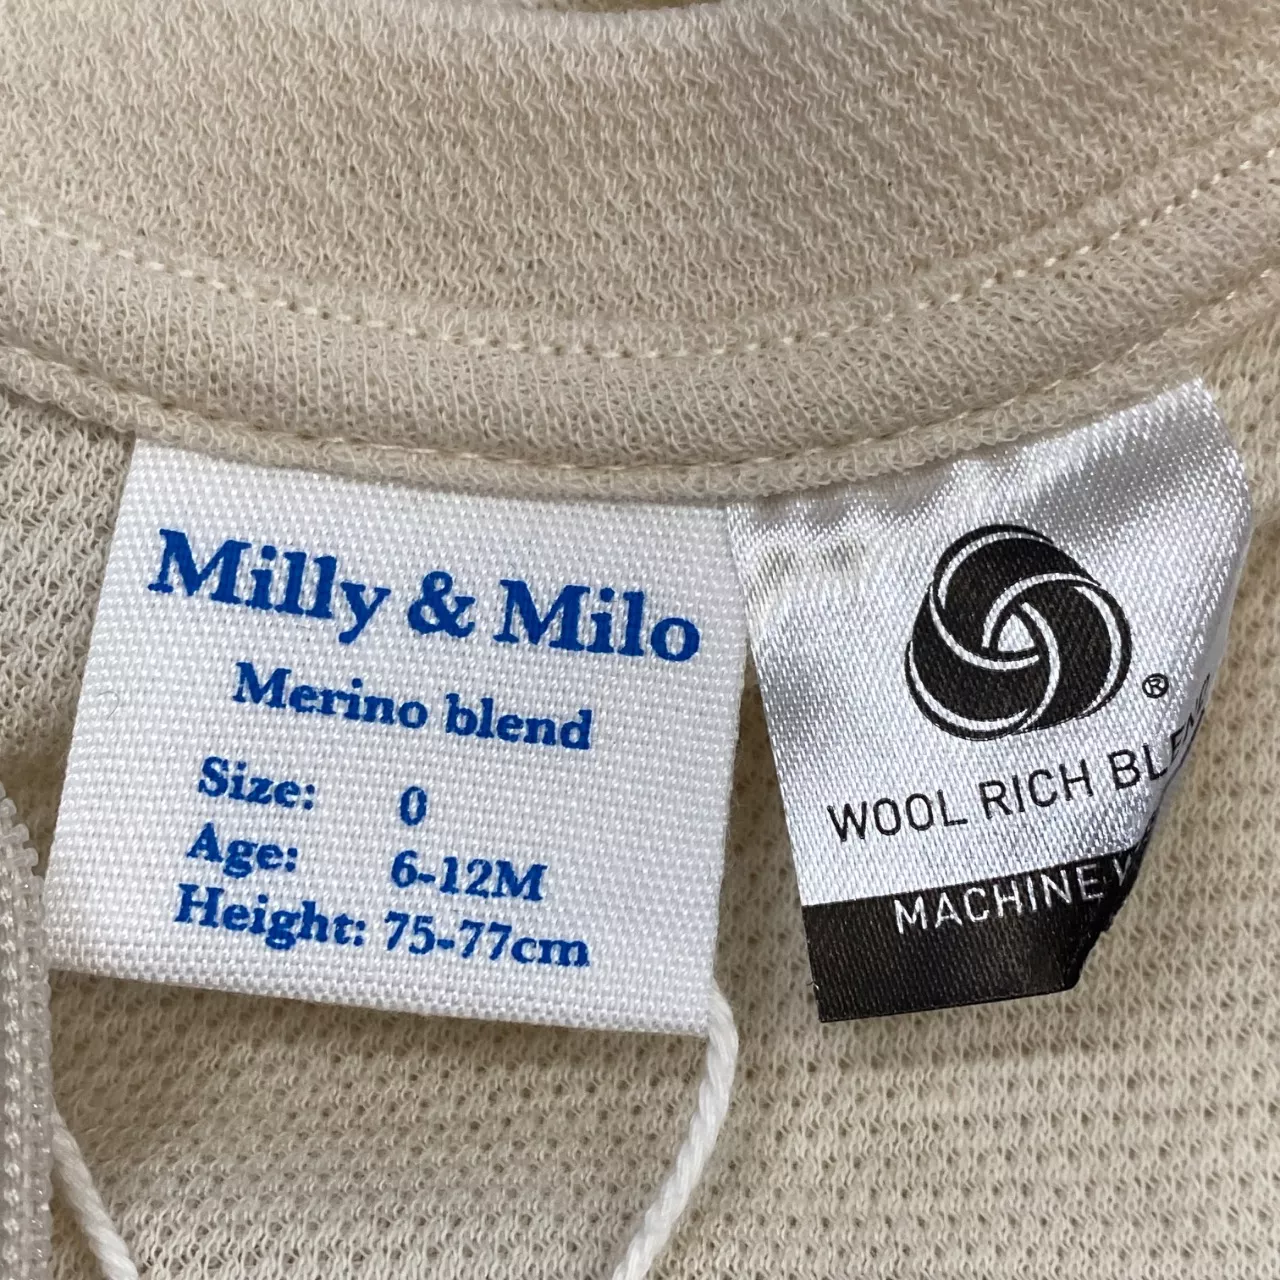 Milly & Milo
Merino blend
Size: 0
Age: 6-12M
Height: 75-77cm
®
WOOL RICH
MACHINE